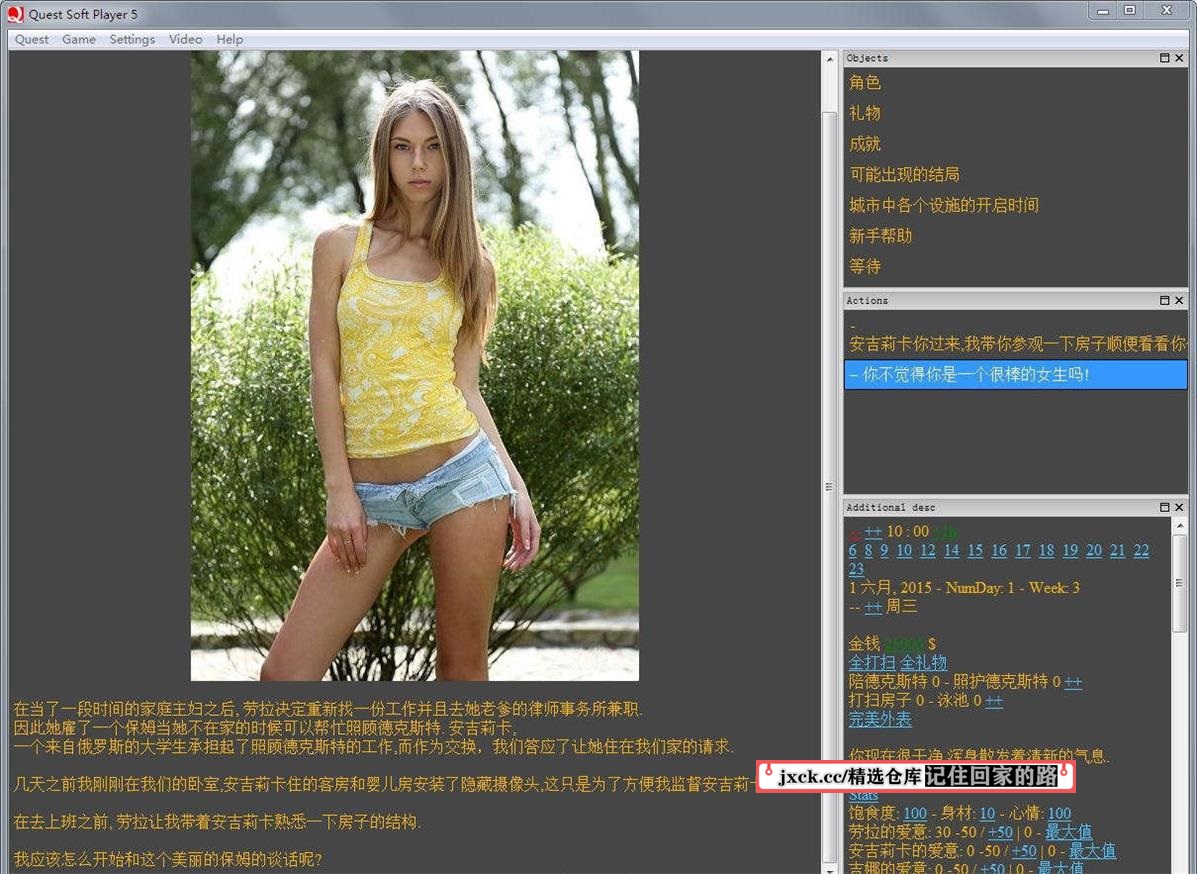 Quest Soft Player 5
Quest Game Settings Video Help
在当了一段时间的家庭主妇之后, 劳拉决定重新找一份工作并且去她老爹的律师事务所兼职.
因此她雇了一个保姆当她不在家的时候可以帮忙照顾德克斯特. 安吉莉卡,
一个来自俄罗斯的大学生承担起了照顾德克斯特的工作,而作为交换，我们答应了让她住在我们家的请求.
几天之前我刚刚在我们的卧室,安吉莉卡住的客房和婴儿房安装了隐藏摄像头,这只是为了方便我监督安吉莉
在去上班之前, 劳拉让我带着安吉莉卡熟悉一下房子的结构.
我应该怎么开始和这个美丽的保姆的谈话呢?
Objects
角色
礼物
成就
可能出现的结局
城市中各个设施的开启时间
新手帮助
等待
Actions
-
安吉莉卡你过来,我带你参观一下房子顺便看看你
– 你不觉得你是一个很棒的女生吗!
Additional desc
-- ++ 10 : 00
6 8 9 10 12 14 15 16 17 18 19 20 21 22
23
1 六月, 2015 - NumDay: 1 - Week: 3
-- ++ 周三
金钱 $
全打扫 全礼物
陪德克斯特 0 - 照护德克斯特 0 ++
打扫房子 0 - 泳池 0 ++
完美外表
你现在很干净,浑身散发着清新的气息.
jxck.cc/精选仓库 记住回家的路
Stats
饱食度: 100 - 身材: 10 - 心情: 100
劳拉的爱意: 30 -50 / +50 | 0 - 最大值
安吉莉卡的爱意: 0 -50 / +50 | 0 - 最大值
吉娜的爱意: 0 -50 / +50 | 0 - 最大值